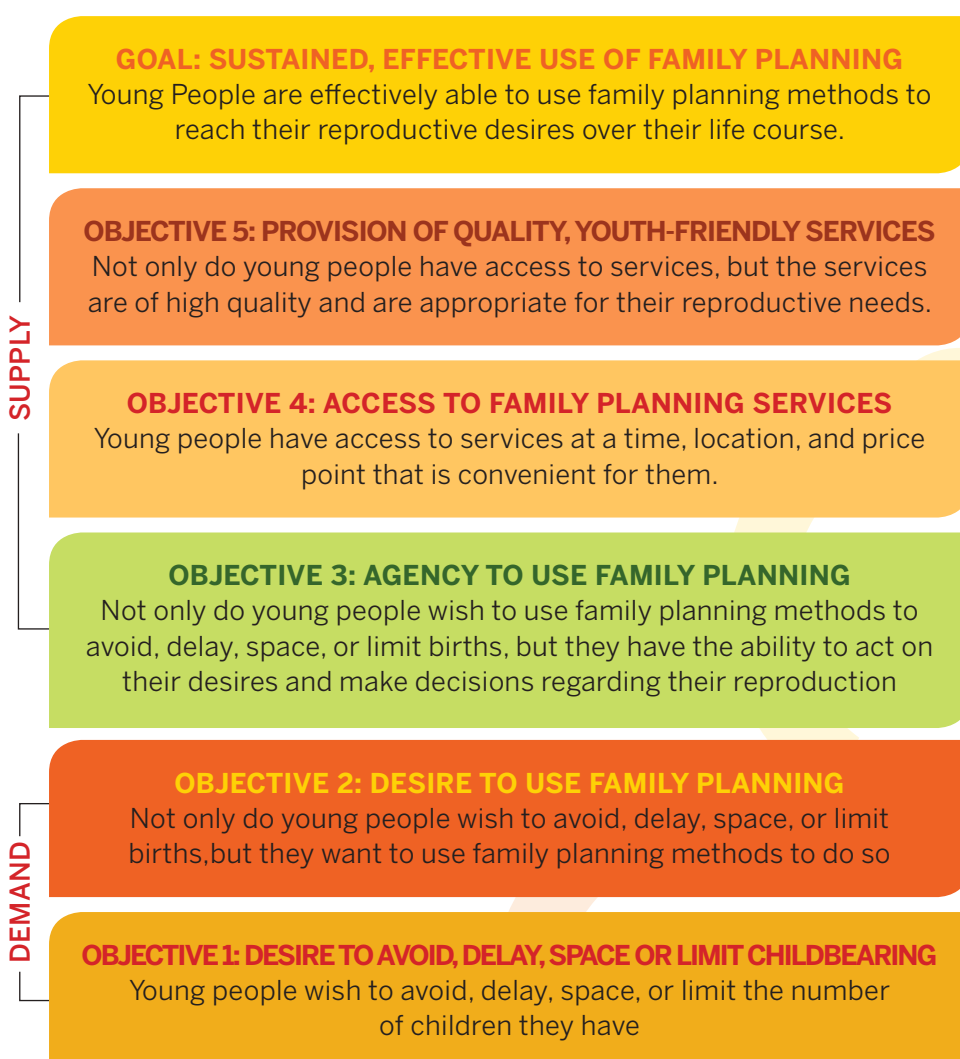 GOAL: SUSTAINED, EFFECTIVE USE OF FAMILY PLANNING
Young People are effectively able to use family planning methods to
reach their reproductive desires over their life course.
OBJECTIVE 5: PROVISION OF QUALITY, YOUTH-FRIENDLY SERVICES
Not only do young people have access to services, but the services
are of high quality and are appropriate for their reproductive needs.
SUPPLY
OBJECTIVE 4: ACCESS TO FAMILY PLANNING SERVICES
Young people have access to services at a time, location, and price
point that is convenient for them.
OBJECTIVE 3: AGENCY TO USE FAMILY PLANNING
Not only do young people wish to use family planning methods to
avoid, delay, space, or limit births, but they have the ability to act on
their desires and make decisions regarding their reproduction
OBJECTIVE 2: DESIRE TO USE FAMILY PLANNING
Not only do young people wish to avoid, delay, space, or limit
births,but they want to use family planning methods to do so
DEMAND
OBJECTIVE 1: DESIRE TO AVOID, DELAY, SPACE OR LIMIT CHILDBEARING
Young people wish to avoid, delay, space, or limit the number
of children they have